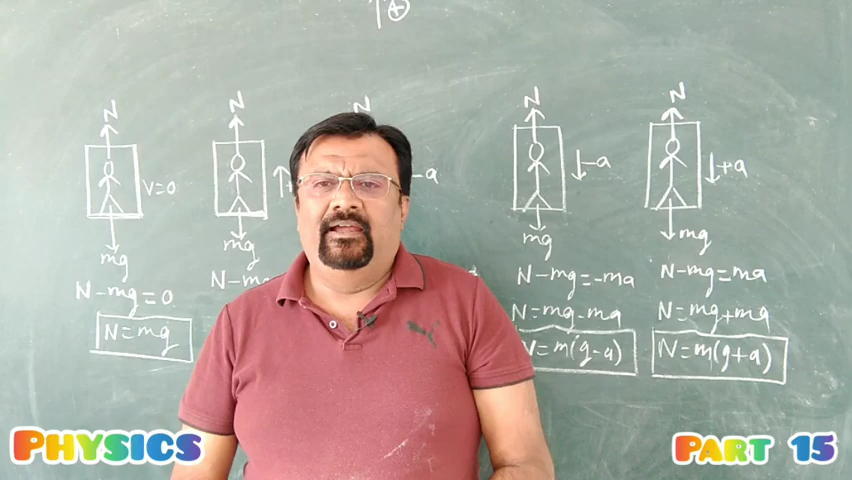 ↑⊕
N
V=0
mg
N-mg=0
N=mg
N
mg
N-mg
N
-a
N
↓-a
mg
N-mg=-ma
N=mg-ma
N=m(g-a)
N
↓+a
mg
N-mg=ma
N=mg+ma
N=m(g+a)
PHYSICS
PART 15